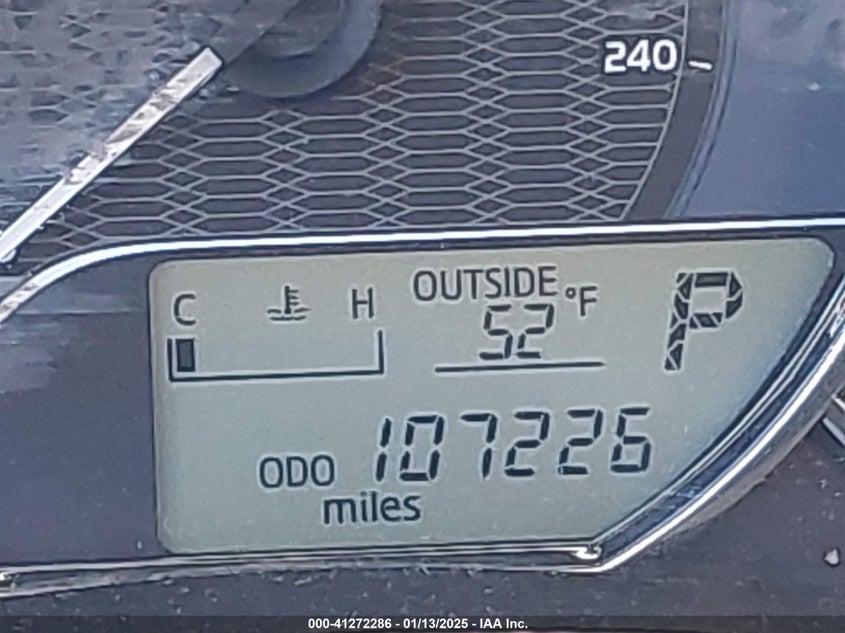 240
C H OUTSIDE °F P
52
ODO 107226
miles
000-41272286 - 01/13/2025 - IAA Inc.